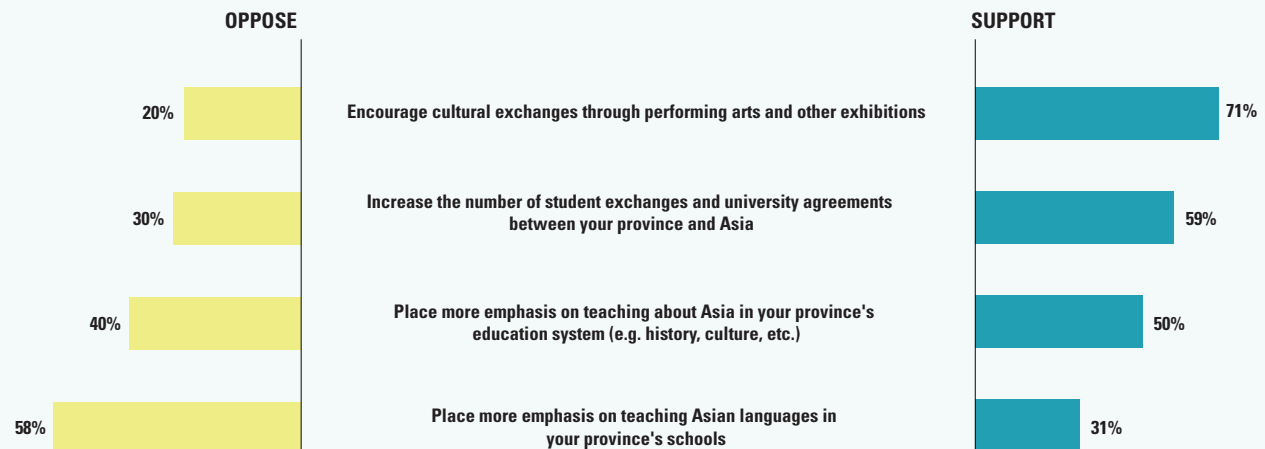 OPPOSE
SUPPORT
20%
Encourage cultural exchanges through performing arts and other exhibitions
71%
30%
Increase the number of student exchanges and university agreements
between your province and Asia
59%
40%
Place more emphasis on teaching about Asia in your province's
education system (e.g. history, culture, etc.)
50%
58%
Place more emphasis on teaching Asian languages in
your province's schools
31%